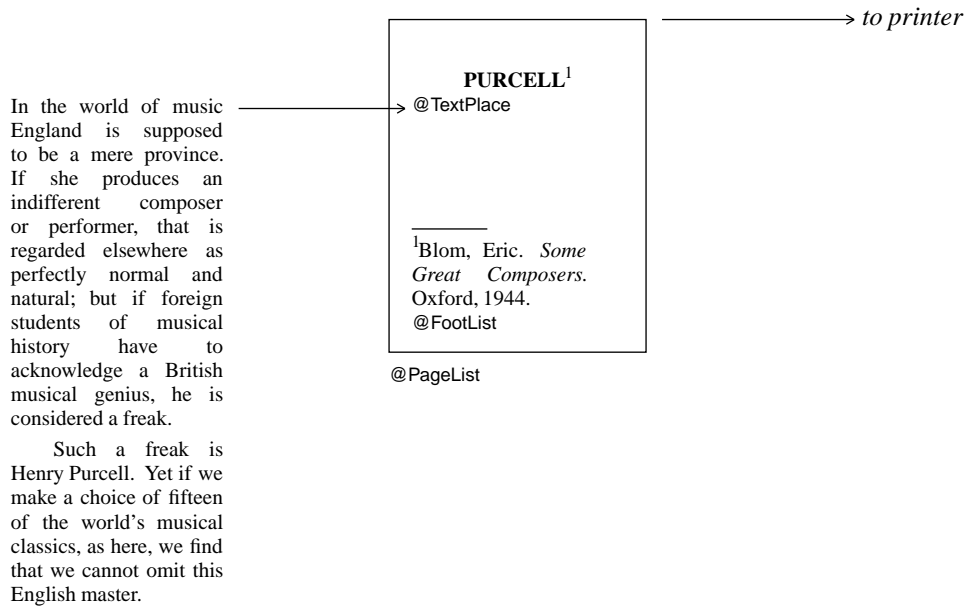 to printer
PURCELL1
@TextPlace
In the world of music
England is supposed
to be a mere province.
If she produces an
indifferent composer
or performer, that is
regarded elsewhere as
perfectly normal and
natural; but if foreign
students of musical
history have to
acknowledge a British
musical genius, he is
considered a freak.
Such a freak is
Henry Purcell. Yet if we
make a choice of fifteen
of the world's musical
classics, as here, we find
that we cannot omit this
English master.
1Blom, Eric. Some
Great Composers.
Oxford, 1944.
@FootList
@PageList